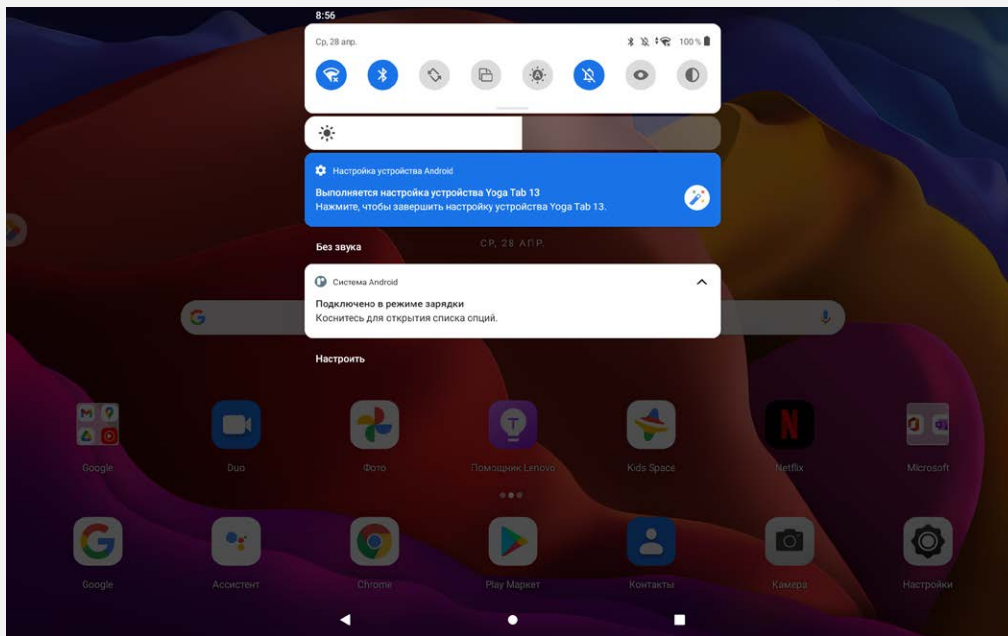 8:56
Ср, 28 апр.
100 %
Настройка устройства Android
Выполняется настройка устройства Yoga Tab 13
Нажмите, чтобы завершить настройку устройства Yoga Tab 13.
СР, 28 АПР.
Без звука
Система Android
Подключено в режиме зарядки
Коснитесь для открытия списка опций.
Настроить
Google
Duo
Фото
Помощник Lenovo
Kids Space
Netflix
Microsoft
Google
Ассистент
Chrome
Play Маркет
Контакты
Камера
Настройки